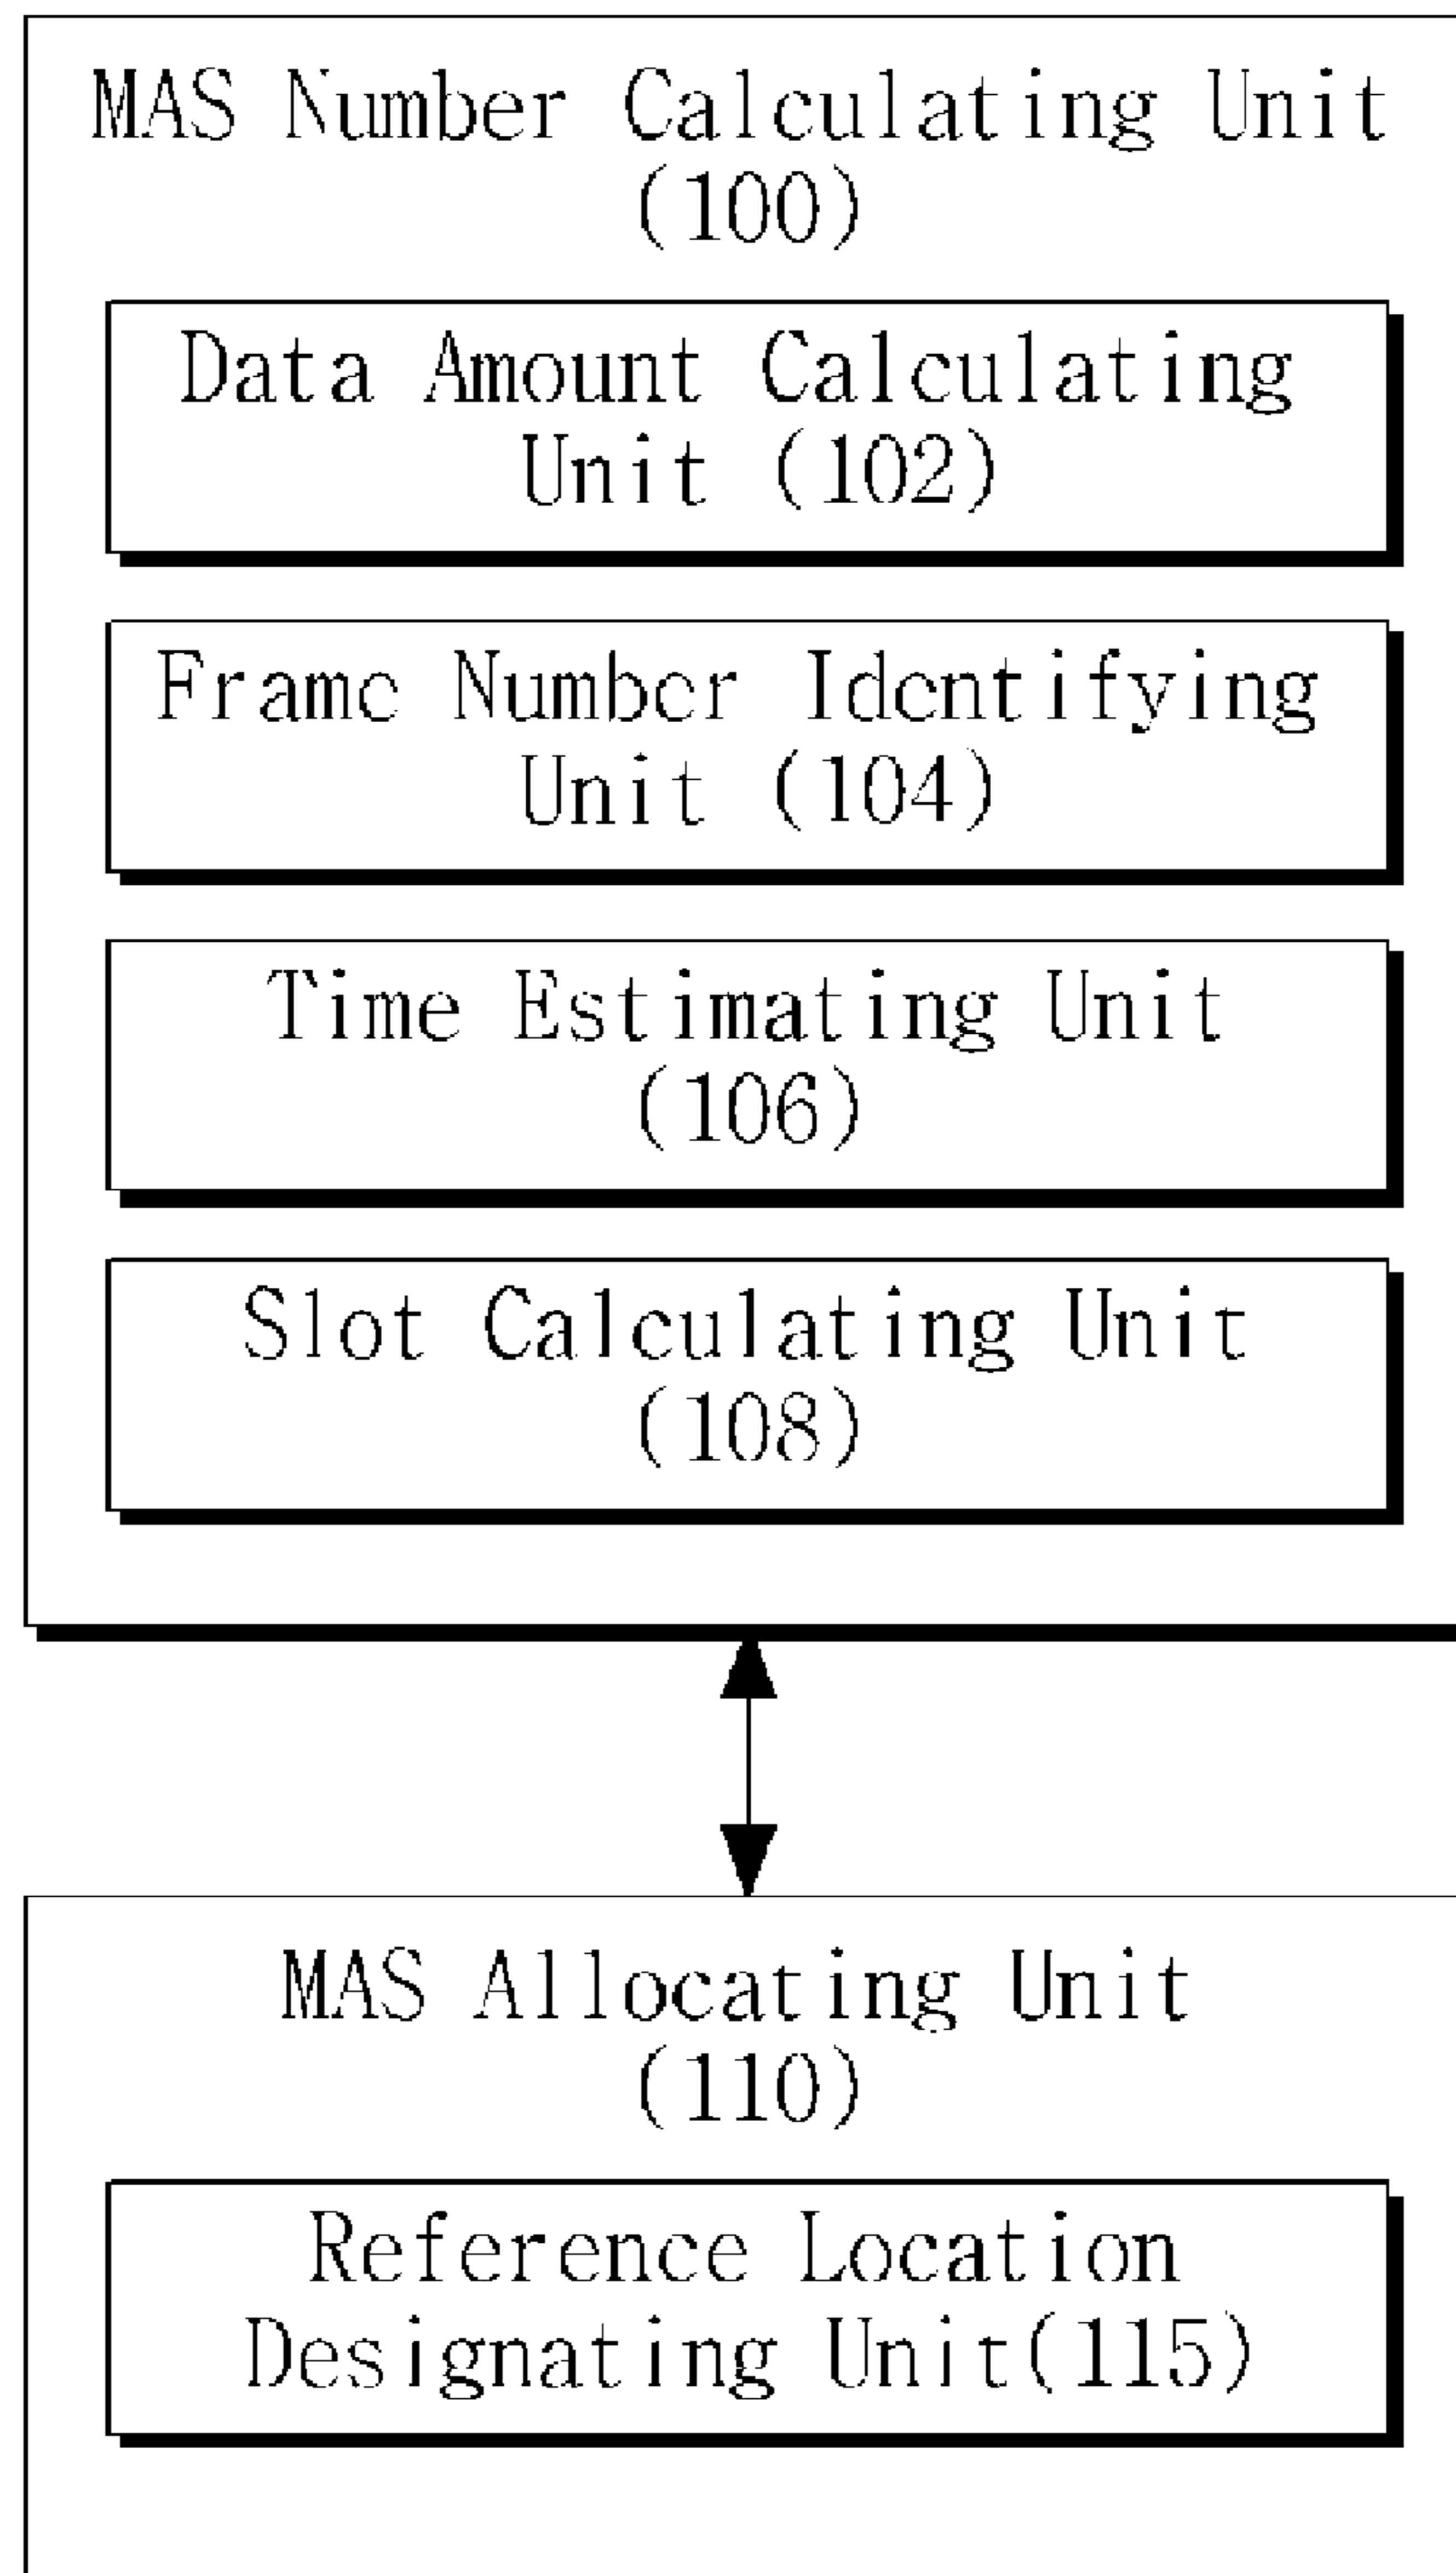 MAS Number Calculating Unit
(100)
Data Amount Calculating
Unit (102)
Frame Number Identifying
Unit (104)
Time Estimating Unit
(106)
Slot Calculating Unit
(108)
MAS Allocating Unit
(110)
Reference Location
Designating Unit(115)